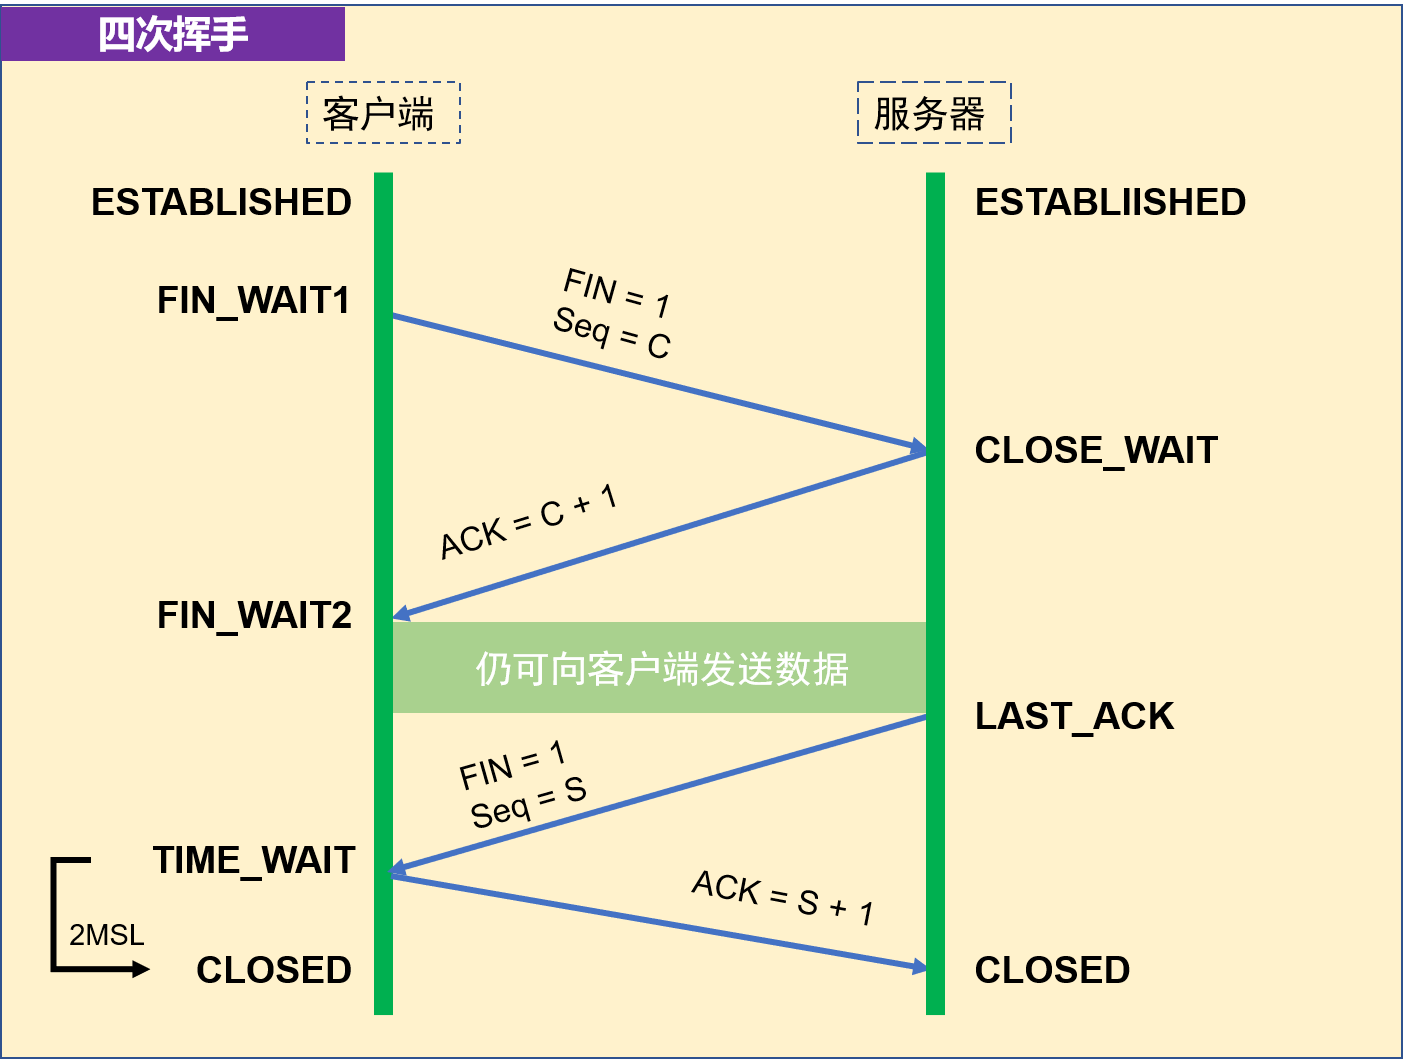 四次挥手
客户端
服务器
ESTABLISHED
ESTABLIISHED
FIN_WAIT1
FIN = 1
Seq = C
CLOSE_WAIT
ACK = C + 1
FIN_WAIT2
仍可向客户端发送数据
LAST_ACK
FIN = 1
Seq = S
TIME_WAIT
ACK = S + 1
2MSL
CLOSED
CLOSED